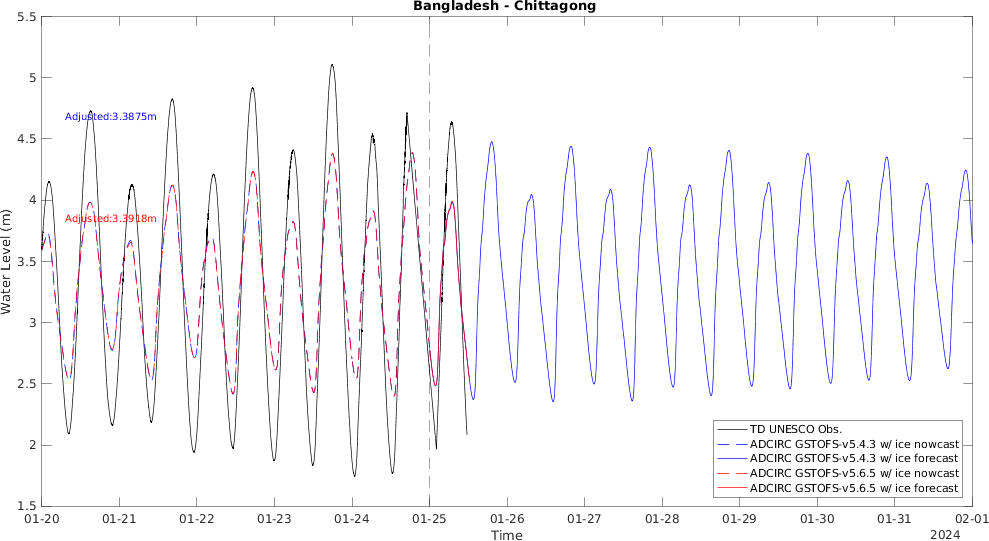 Bangladesh - Chittagong
5.5
5
4.5
4
3.5
3
2.5
2
1.5
Water Level (m)
Adjusted:3.3875m
Adjusted:3.3918m
TD UNESCO Obs.
ADCIRC GSTOFS-v5.4.3 w/ ice nowcast
ADCIRC GSTOFS-v5.4.3 w/ ice forecast
ADCIRC GSTOFS-v5.6.5 w/ ice nowcast
ADCIRC GSTOFS-v5.6.5 w/ ice forecast
01-20 01-21 01-22 01-23 01-24 01-25 01-26 01-27 01-28 01-29 01-30 01-31 02-01
Time
2024